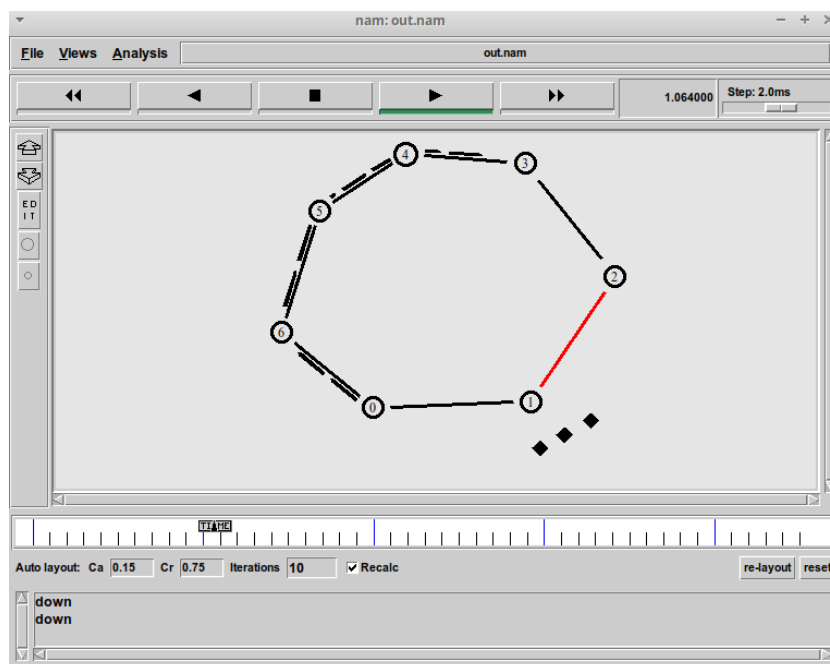 nam: out.nam
File Views Analysis out.nam
1.064000 Step: 2.0ms
ED
IT
4
3
5
2
6
1
0
TIME
Auto layout: Ca 0.15 Cr 0.75 Iterations 10 Recalc re-layout reset
down
down